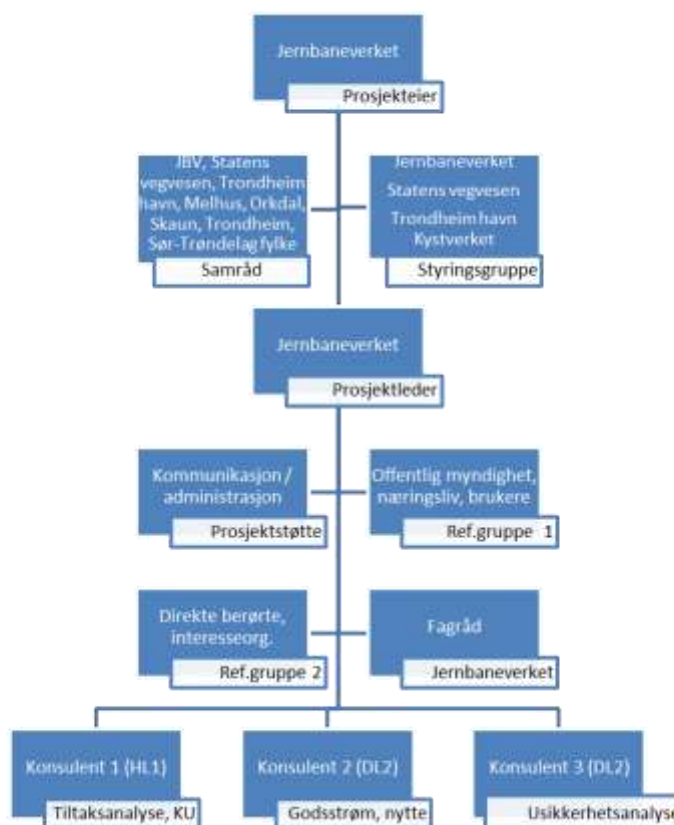 Jernbaneverket
Prosjekteier
JBV, Statens
vegvesen, Trondheim
havn, Melhus, Orkdal,
Skaun, Trondheim,
Sør-Trøndelag fylke
Samråd
Jernbaneverket
Statens vegvesen
Trondheim havn
Kystverket
Styringsgruppe
Jernbaneverket
Prosjektleder
Kommunikasjon /
administrasjon
Prosjektstøtte
Offentlig myndighet,
næringsliv, brukere
Ref.gruppe 1
Direkte berørte,
interesseorg.
Ref.gruppe 2
Fagråd
Jernbaneverket
Konsulent 1 (HL1)
Tiltaksanalyse, KU
Konsulent 2 (DL2)
Godsstrøm, nytte
Konsulent 3 (DL2)
Usikkerhetsanalyse